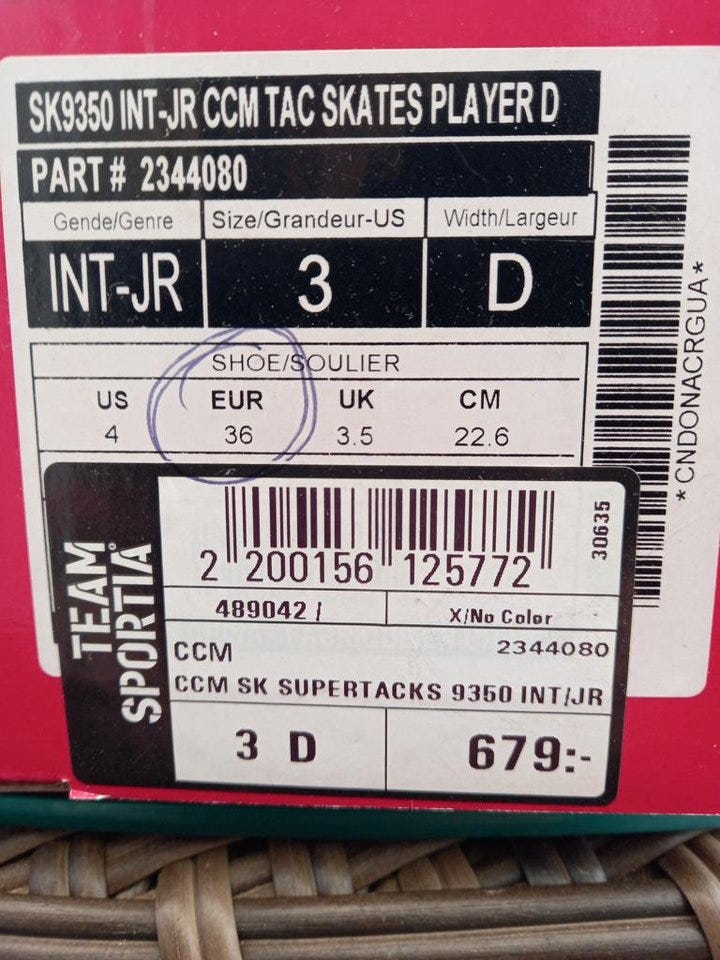 SK9350 INT-JR CCM TAC SKATES PLAYER D
PART # 2344080
Gende/Genre Size/Grandeur-US Width/Largeur
INT-JR 3 D
SHOE/SOULIER
US EUR UK CM
4 36 3.5 22.6
*CNDONACRGUA*
TEAM
SPORTIA
30635
2 200156 125772
489042 / X/No Color
CCM 2344080
CCM SK SUPERTACKS 9350 INT/JR
3 D 679:-